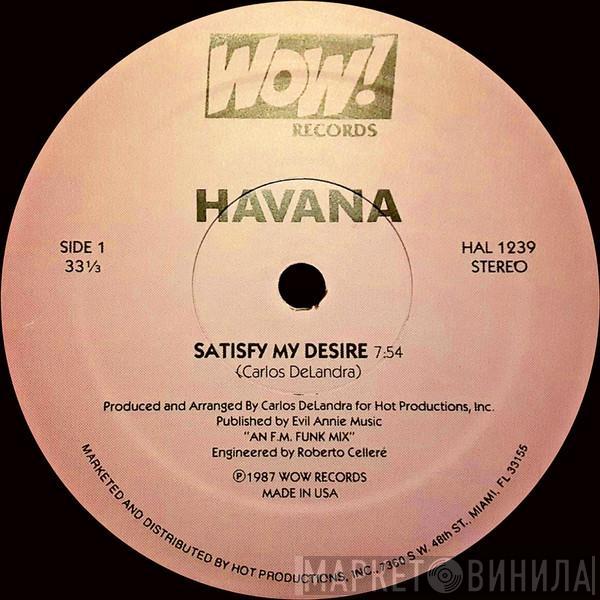 WOW!
RECORDS
HAVANA
SIDE 1
33⅓
HAL 1239
STEREO
SATISFY MY DESIRE 7:54
(Carlos DeLandra)
Produced and Arranged By Carlos DeLandra for Hot Productions, Inc.
Published by Evil Annie Music
"AN F.M. FUNK MIX"
Engineered by Roberto Celleré
Ⓟ1987 WOW RECORDS
MADE IN USA
MARKETED AND DISTRIBUTED BY HOT PRODUCTIONS, INC., 7360 S.W. 48th ST., MIAMI, FL 33155
МАРКЕТ ВИНИЛА